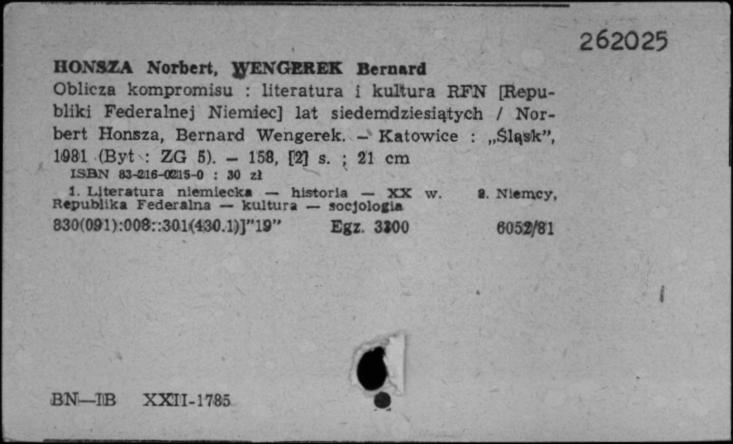 262025
HONSZA Norbert, WENGEREK Bernard
Oblicza kompromisu : literatura i kultura RFN [Repu-
bliki Federalnej Niemiec] lat siedemdziesiątych / Nor-
bert Honsza, Bernard Wengerek. — Katowice : „Śląsk”,
1981 (Byt : ZG 5). — 158, [2] s. ; 21 cm
ISBN 83-216-0215-0 : 30 zł
1. Literatura niemiecka — historia — XX w. 2. Niemcy,
Republika Federalna — kultura — socjologia
830(091):008::301(430.1)]"19" Egz. 3200 6052/81
BN—IB XXII-1785